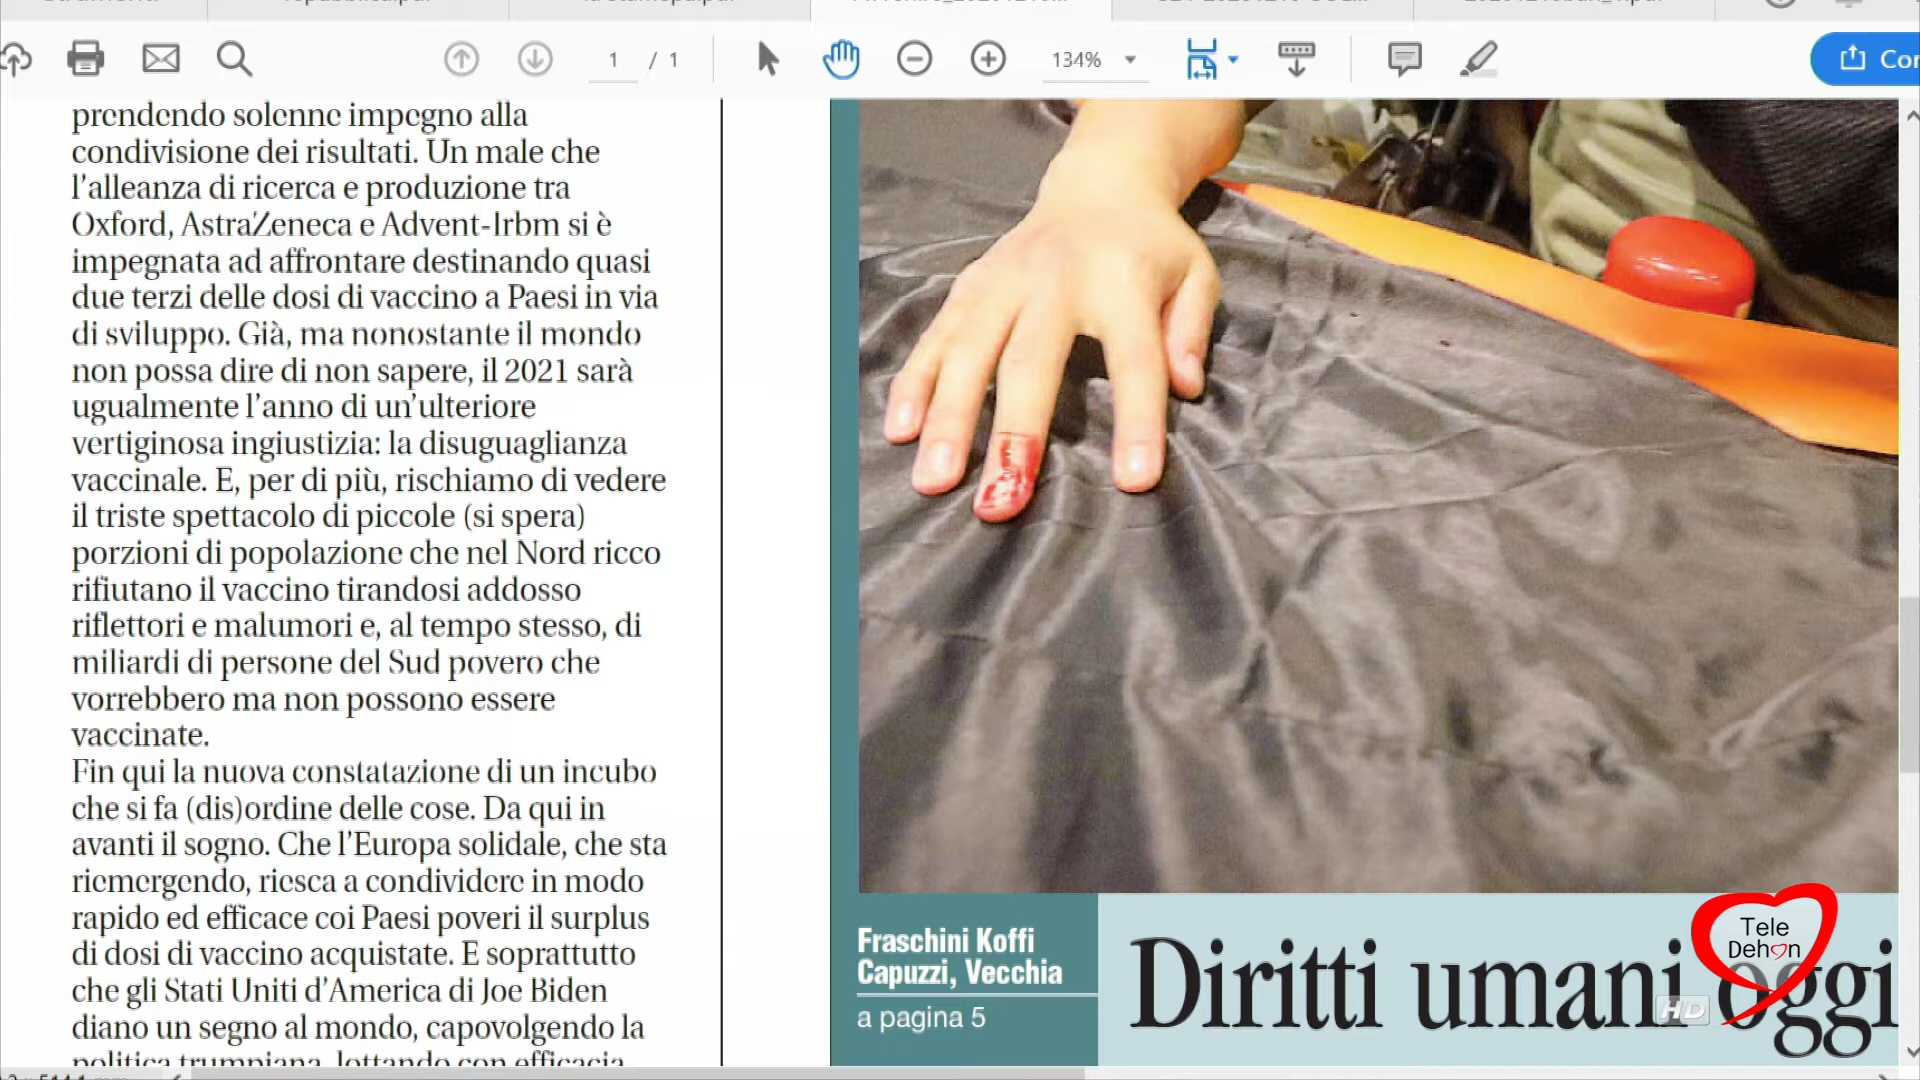 1 / 1
134%
Con
prendendo solenne impegno alla
condivisione dei risultati. Un male che
l'alleanza di ricerca e produzione tra
Oxford, AstraZeneca e Advent-Irbm si è
impegnata ad affrontare destinando quasi
due terzi delle dosi di vaccino a Paesi in via
di sviluppo. Già, ma nonostante il mondo
non possa dire di non sapere, il 2021 sarà
ugualmente l'anno di un'ulteriore
vertiginosa ingiustizia: la disuguaglianza
vaccinale. E, per di più, rischiamo di vedere
il triste spettacolo di piccole (si spera)
porzioni di popolazione che nel Nord ricco
rifiutano il vaccino tirandosi addosso
riflettori e malumori e, al tempo stesso, di
miliardi di persone del Sud povero che
vorrebbero ma non possono essere
vaccinate.
Fin qui la nuova constatazione di un incubo
che si fa (dis)ordine delle cose. Da qui in
avanti il sogno. Che l'Europa solidale, che sta
riemergendo, riesca a condividere in modo
rapido ed efficace coi Paesi poveri il surplus
di dosi di vaccino acquistate. E soprattutto
che gli Stati Uniti d'America di Joe Biden
diano un segno al mondo, capovolgendo la
politica trumpiana, lottando con efficacia
Fraschini Koffi
Capuzzi, Vecchia
a pagina 5
Diritti umani oggi
Tele
Dehon
HD